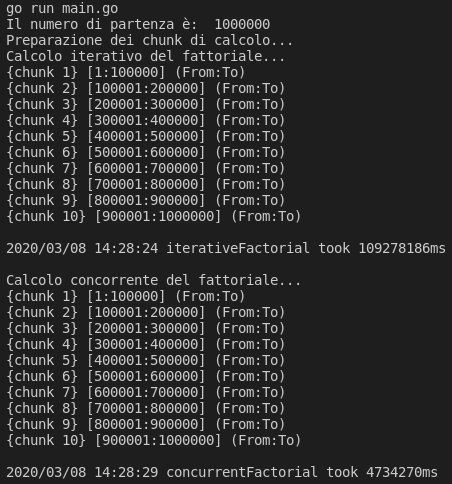 go run main.go
Il numero di partenza è:  1000000
Preparazione dei chunk di calcolo...
Calcolo iterativo del fattoriale...
{chunk 1} [1:100000] (From:To)
{chunk 2} [100001:200000] (From:To)
{chunk 3} [200001:300000] (From:To)
{chunk 4} [300001:400000] (From:To)
{chunk 5} [400001:500000] (From:To)
{chunk 6} [500001:600000] (From:To)
{chunk 7} [600001:700000] (From:To)
{chunk 8} [700001:800000] (From:To)
{chunk 9} [800001:900000] (From:To)
{chunk 10} [900001:1000000] (From:To)
2020/03/08 14:28:24 iterativeFactorial took 109278186ms
Calcolo concorrente del fattoriale...
{chunk 1} [1:100000] (From:To)
{chunk 2} [100001:200000] (From:To)
{chunk 3} [200001:300000] (From:To)
{chunk 4} [300001:400000] (From:To)
{chunk 5} [400001:500000] (From:To)
{chunk 6} [500001:600000] (From:To)
{chunk 7} [600001:700000] (From:To)
{chunk 8} [700001:800000] (From:To)
{chunk 9} [800001:900000] (From:To)
{chunk 10} [900001:1000000] (From:To)
2020/03/08 14:28:29 concurrentFactorial took 4734270ms